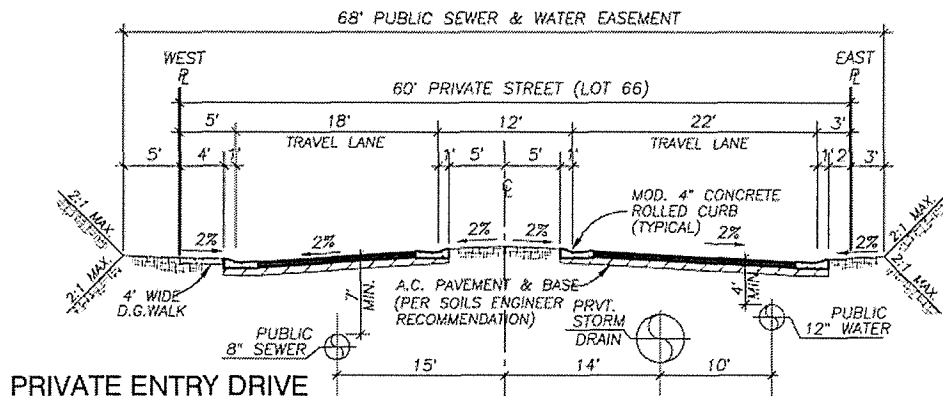 68' PUBLIC SEWER & WATER EASEMENT
WEST
PL
EAST
PL
60' PRIVATE STREET (LOT 66)
5'
18'
12'
22'
3'
TRAVEL LANE
TRAVEL LANE
5'
4'
1'
1'
5'
5'
1'
1'
2'
3'
CL
2:1 MAX.
2:1 MAX.
MOD. 4" CONCRETE
ROLLED CURB
(TYPICAL)
2%
2%
2%
2%
2%
2%
2:1 MAX.
2:1 MAX.
4' WIDE
D.G.WALK
7'
MIN.
A.C. PAVEMENT & BASE
(PER SOILS ENGINEER
RECOMMENDATION)
PRVT.
STORM
DRAIN
4'
MIN.
PUBLIC
12" WATER
PUBLIC
8" SEWER
15'
14'
10'
PRIVATE ENTRY DRIVE